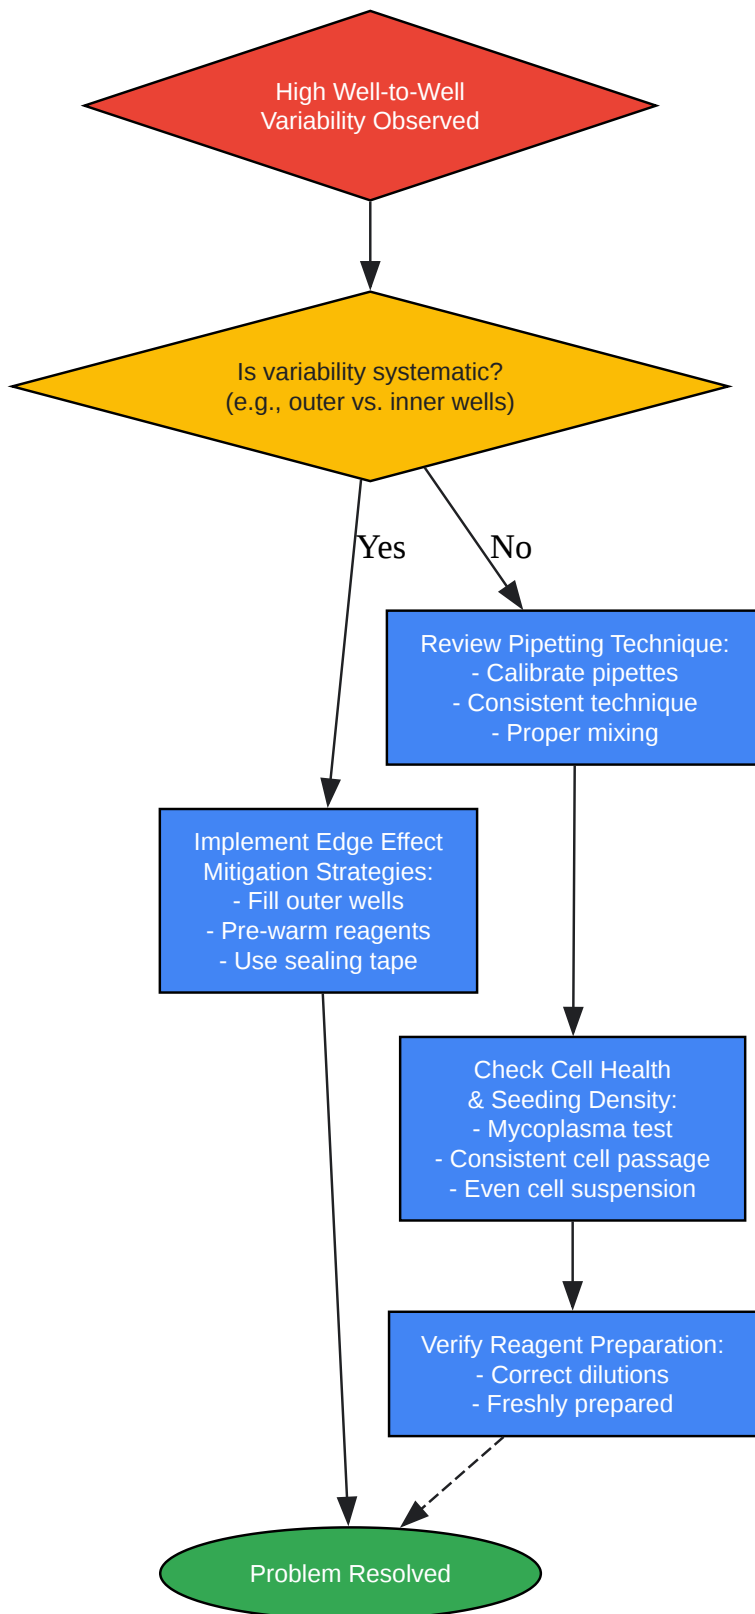 High Well-to-Well
Variability Observed
Is variability systematic?
(e.g., outer vs. inner wells)
Yes
No
Review Pipetting Technique:
- Calibrate pipettes
- Consistent technique
- Proper mixing
Implement Edge Effect
Mitigation Strategies:
- Fill outer wells
- Pre-warm reagents
- Use sealing tape
Check Cell Health
& Seeding Density:
- Mycoplasma test
- Consistent cell passage
- Even cell suspension
Verify Reagent Preparation:
- Correct dilutions
- Freshly prepared
Problem Resolved